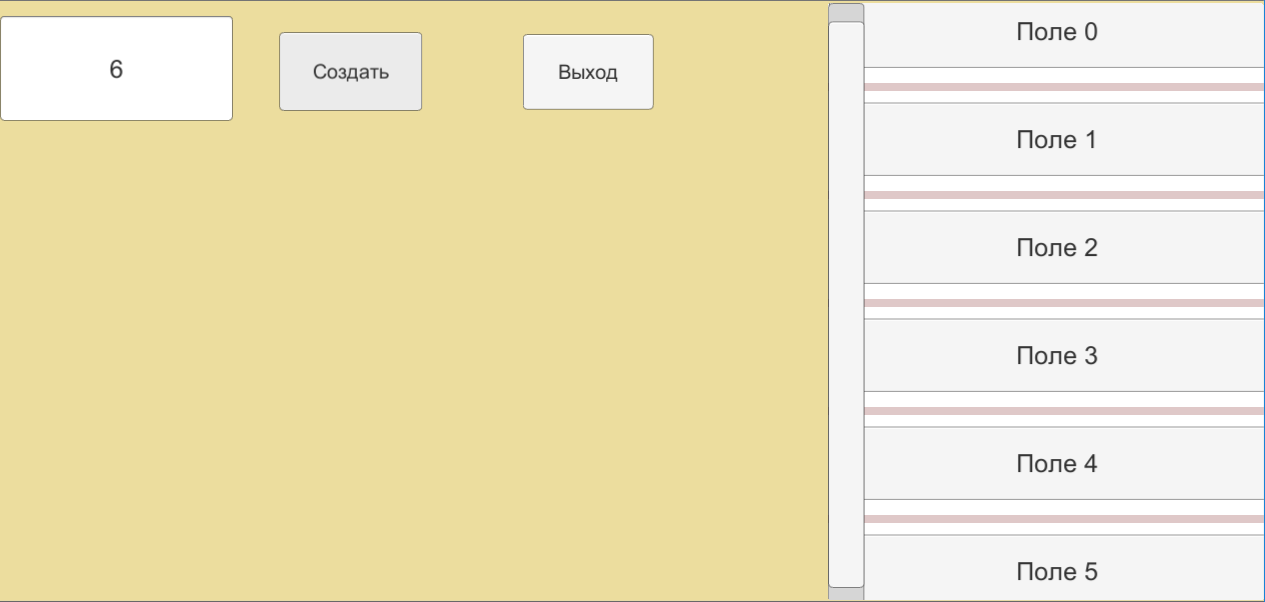 6
Создать
Выход
Поле 0
Поле 1
Поле 2
Поле 3
Поле 4
Поле 5